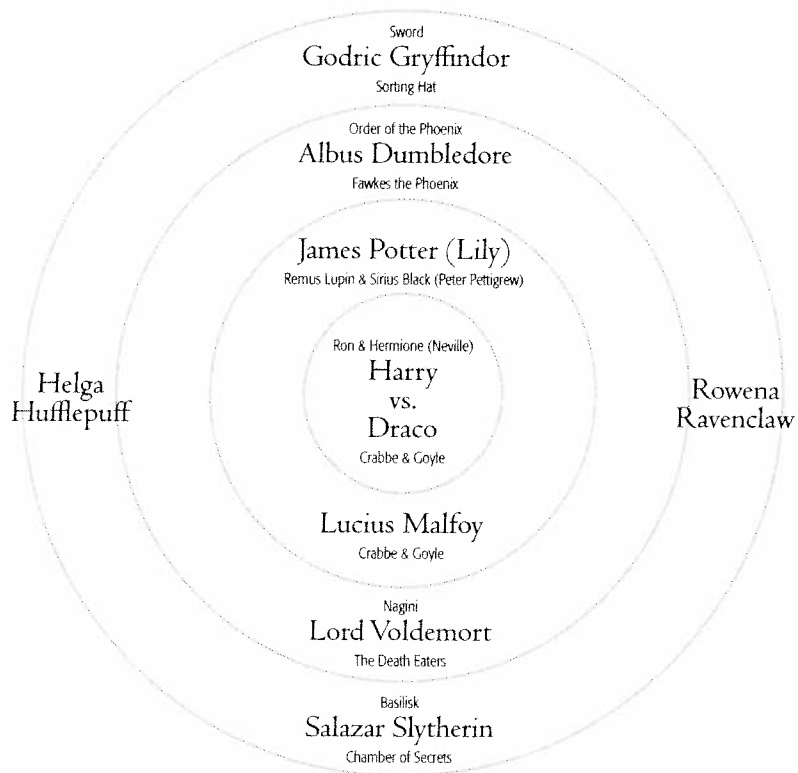 Sword
Godric Gryffindor
Sorting Hat
Order of the Phoenix
Albus Dumbledore
Fawkes the Phoenix
James Potter (Lily)
Remus Lupin & Sirius Black (Peter Pettigrew)
Ron & Hermione (Neville)
Harry
vs.
Draco
Crabbe & Goyle
Helga
Hufflepuff
Rowena
Ravenclaw
Lucius Malfoy
Crabbe & Goyle
Nagini
Lord Voldemort
The Death Eaters
Basilisk
Salazar Slytherin
Chamber of Secrets